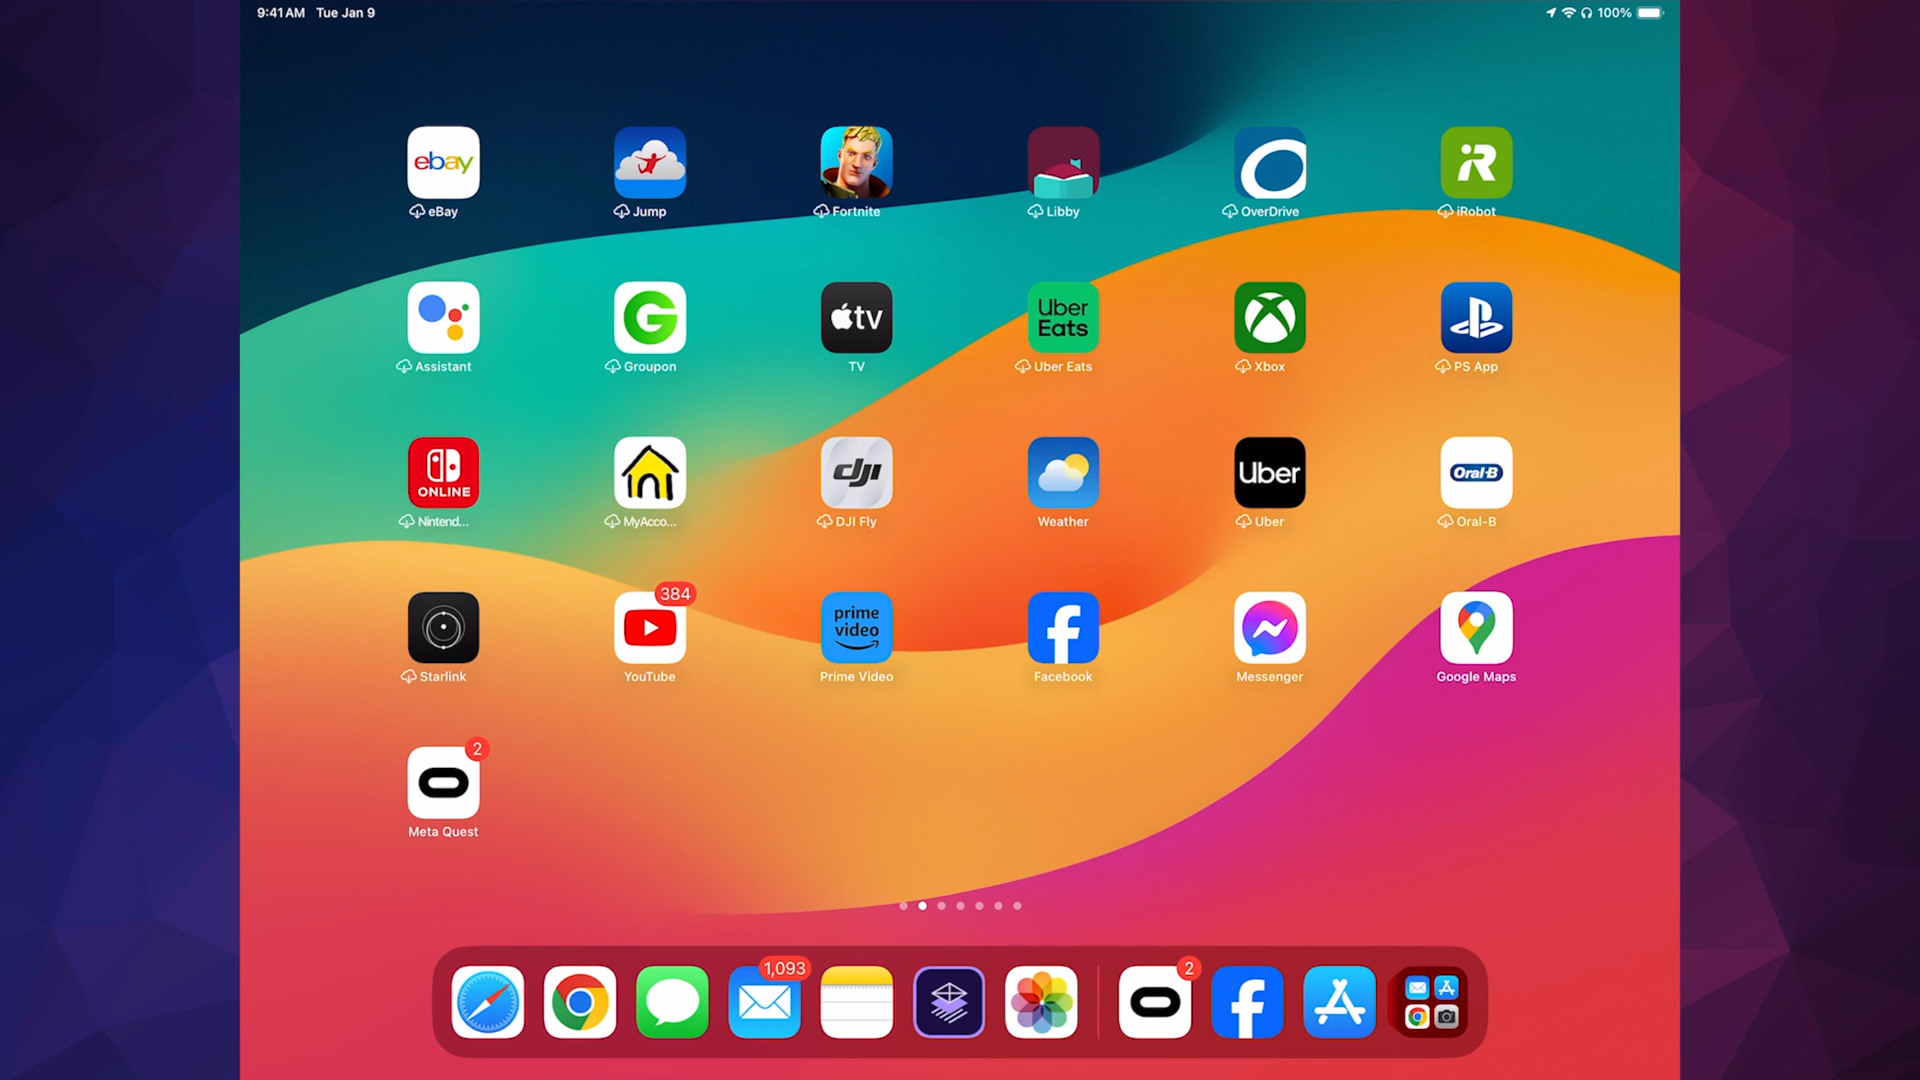 9:41 AM Tue Jan 9
100%
ebay
eBay
Jump
Fortnite
Libby
OverDrive
iRobot
Assistant
Groupon
tv
TV
Uber
Eats
Uber Eats
Xbox
PS App
ONLINE
Nintend...
MyAcco...
dji
DJI Fly
Weather
Uber
Uber
Oral-B
Oral-B
Starlink
384
YouTube
prime
video
Prime Video
Facebook
Messenger
Google Maps
2
Meta Quest
1,093
2